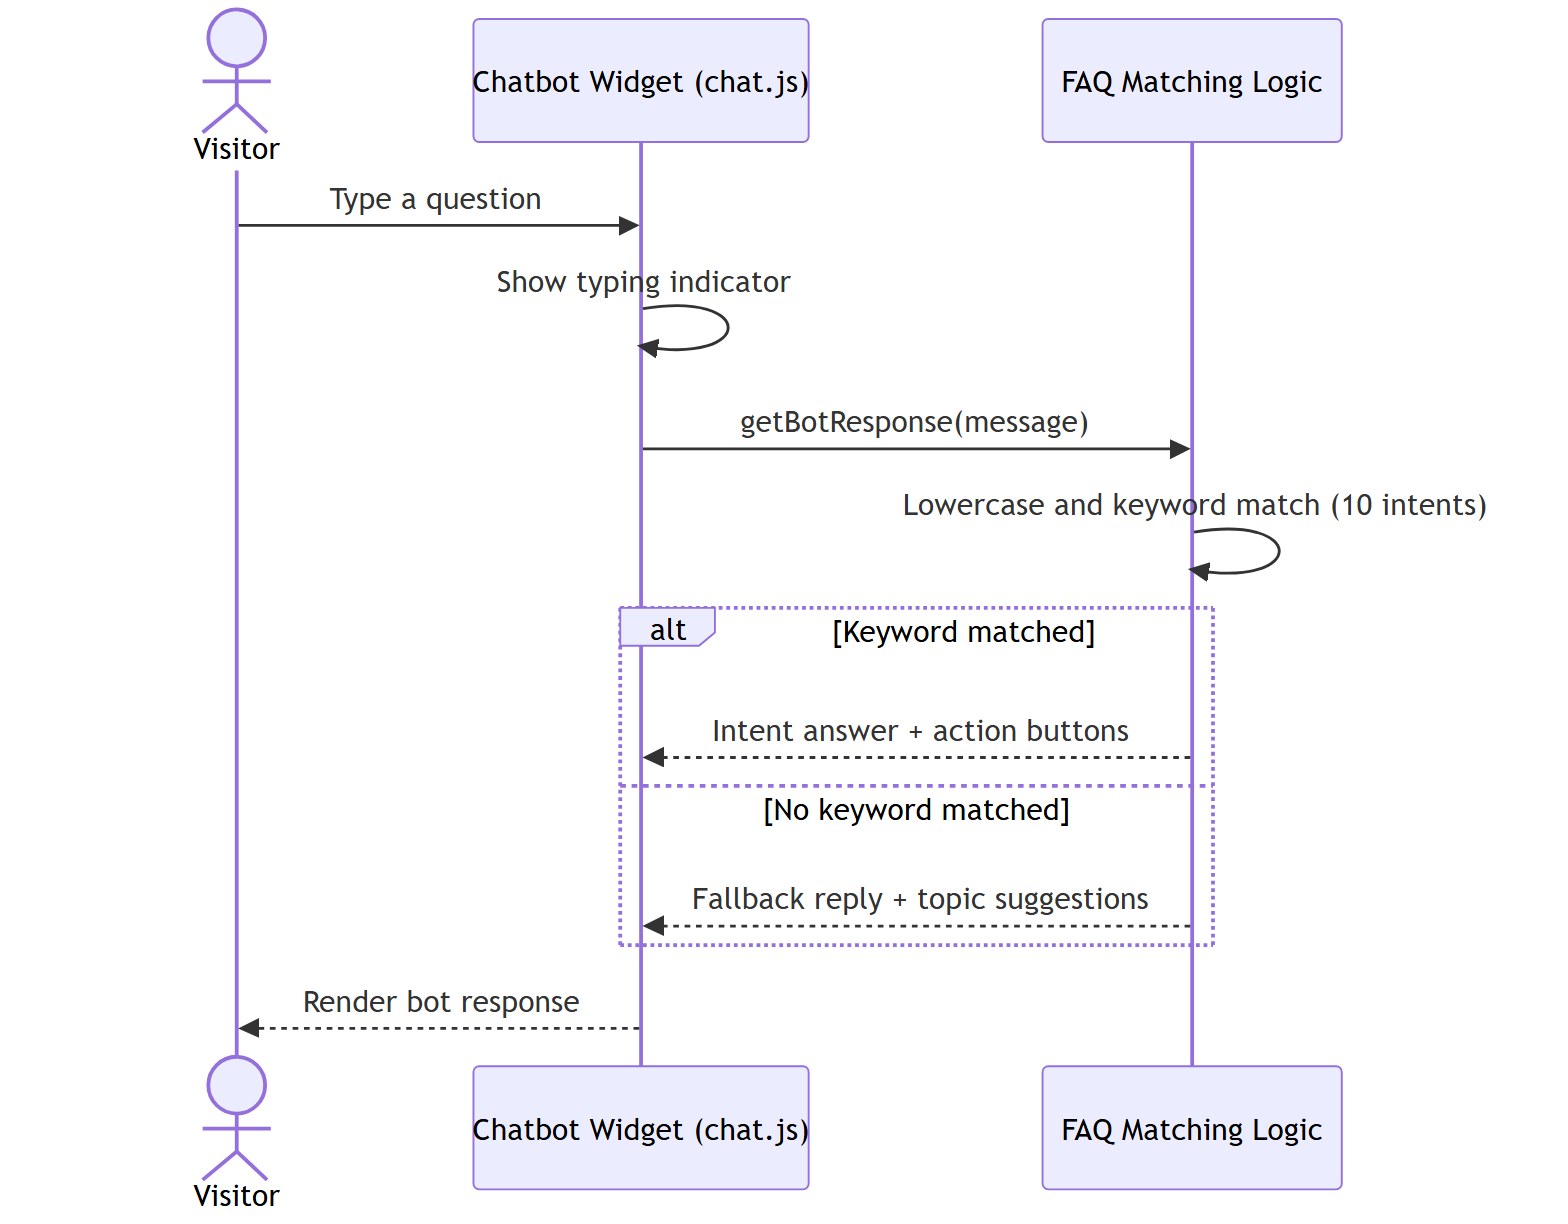 Visitor
Chatbot Widget (chat.js)
FAQ Matching Logic
Type a question
Show typing indicator
getBotResponse(message)
Lowercase and keyword match (10 intents)
alt
[Keyword matched]
Intent answer + action buttons
[No keyword matched]
Fallback reply + topic suggestions
Render bot response
Visitor
Chatbot Widget (chat.js)
FAQ Matching Logic